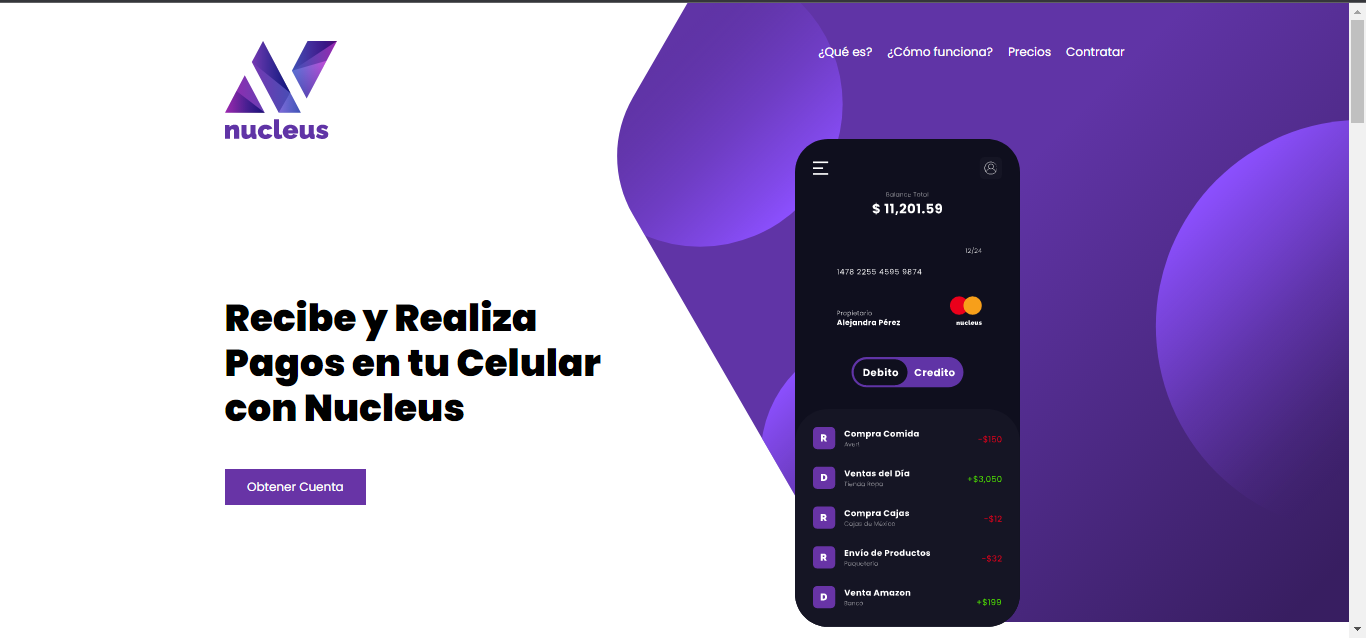 ¿Qué es? ¿Cómo funciona? Precios Contratar
nucleus
Recibe y Realiza
Pagos en tu Celular
con Nucleus
Obtener Cuenta
Balance Total
$ 11,201.59
12/24
1478 2255 4595 9874
Propietario
Alejandra Pérez
nucleus
Debito Credito
R Compra Comida -$150
D Ventas del Día +$3,050
Tienda Ropa
R Compra Cajas -$12
Cajas de México
R Envío de Productos -$32
Paquetería
D Venta Amazon +$199
Banco